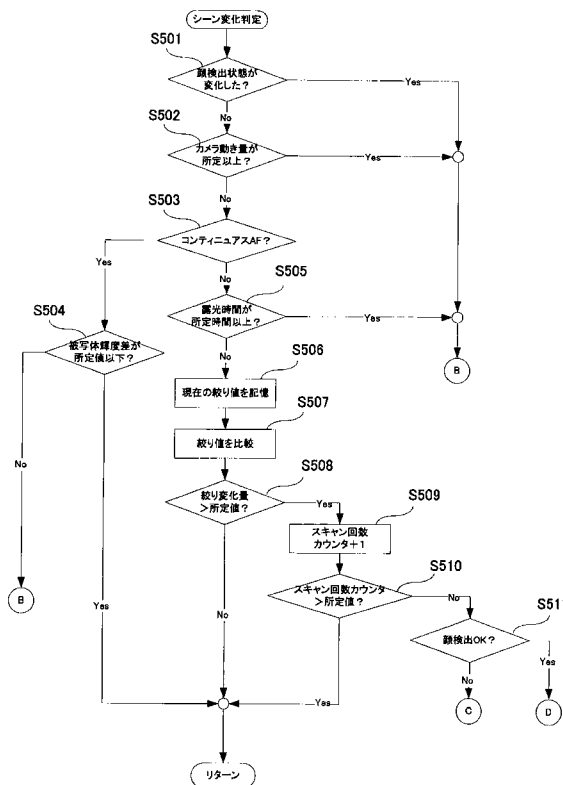 シーン変化判定
S501
顔検出状態が
変化した?
Yes
No
S502
カメラ動き量が
所定以上?
Yes
No
S503
コンティニュアスAF?
Yes
No
S504
被写体輝度差が
所定値以下?
No
Yes
B
S505
露光時間が
所定時間以上?
Yes
No
B
S506
現在の絞り値を記憶
S507
絞り値を比較
S508
絞り変化量
>所定値?
Yes
No
S509
スキャン回数
カウンタ+1
S510
スキャン回数カウンタ
>所定値?
No
Yes
S511
顔検出OK?
No
Yes
C
D
リターン